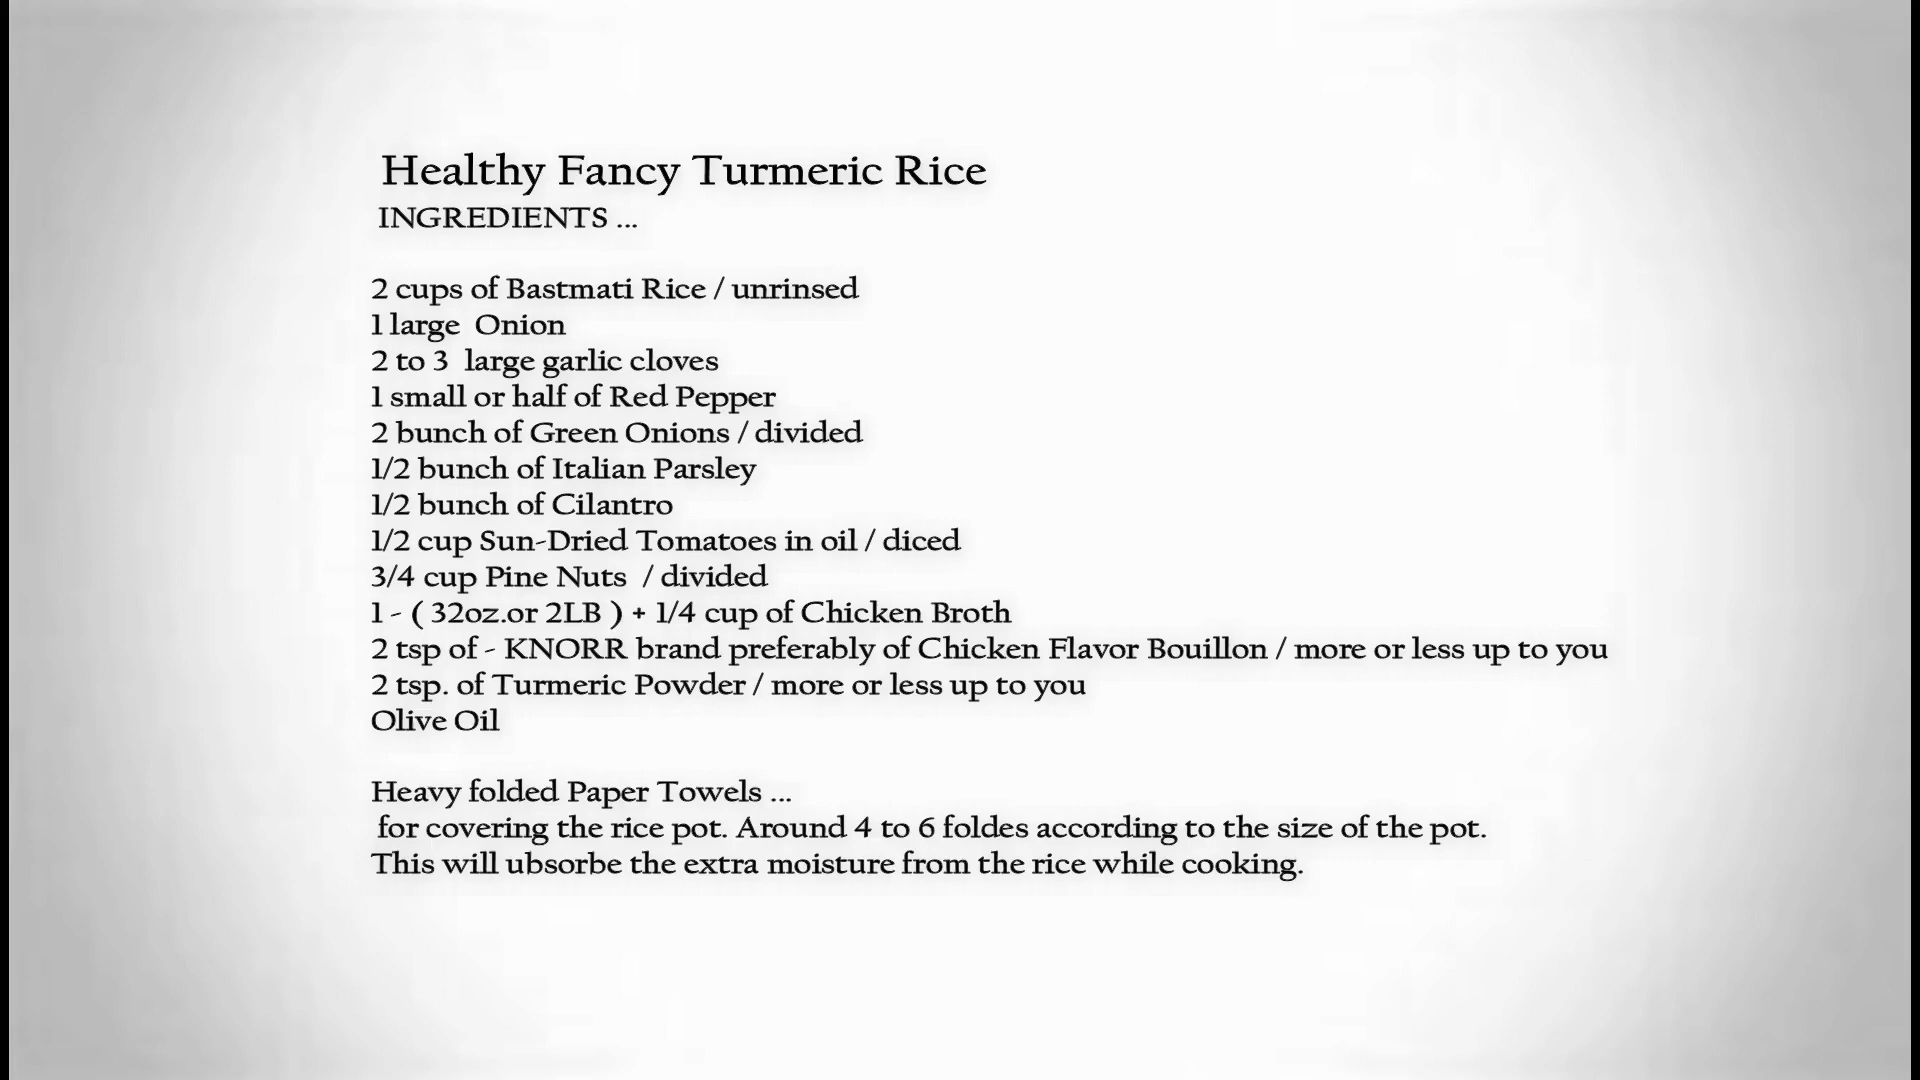 Healthy Fancy Turmeric Rice
INGREDIENTS ...
2 cups of Bastmati Rice / unrinsed
1 large Onion
2 to 3 large garlic cloves
1 small or half of Red Pepper
2 bunch of Green Onions / divided
1/2 bunch of Italian Parsley
1/2 bunch of Cilantro
1/2 cup Sun-Dried Tomatoes in oil / diced
3/4 cup Pine Nuts / divided
1 - ( 32oz.or 2LB ) + 1/4 cup of Chicken Broth
2 tsp of - KNORR brand preferably of Chicken Flavor Bouillon / more or less up to you
2 tsp. of Turmeric Powder / more or less up to you
Olive Oil
Heavy folded Paper Towels ...
for covering the rice pot. Around 4 to 6 foldes according to the size of the pot.
This will ubsorbe the extra moisture from the rice while cooking.